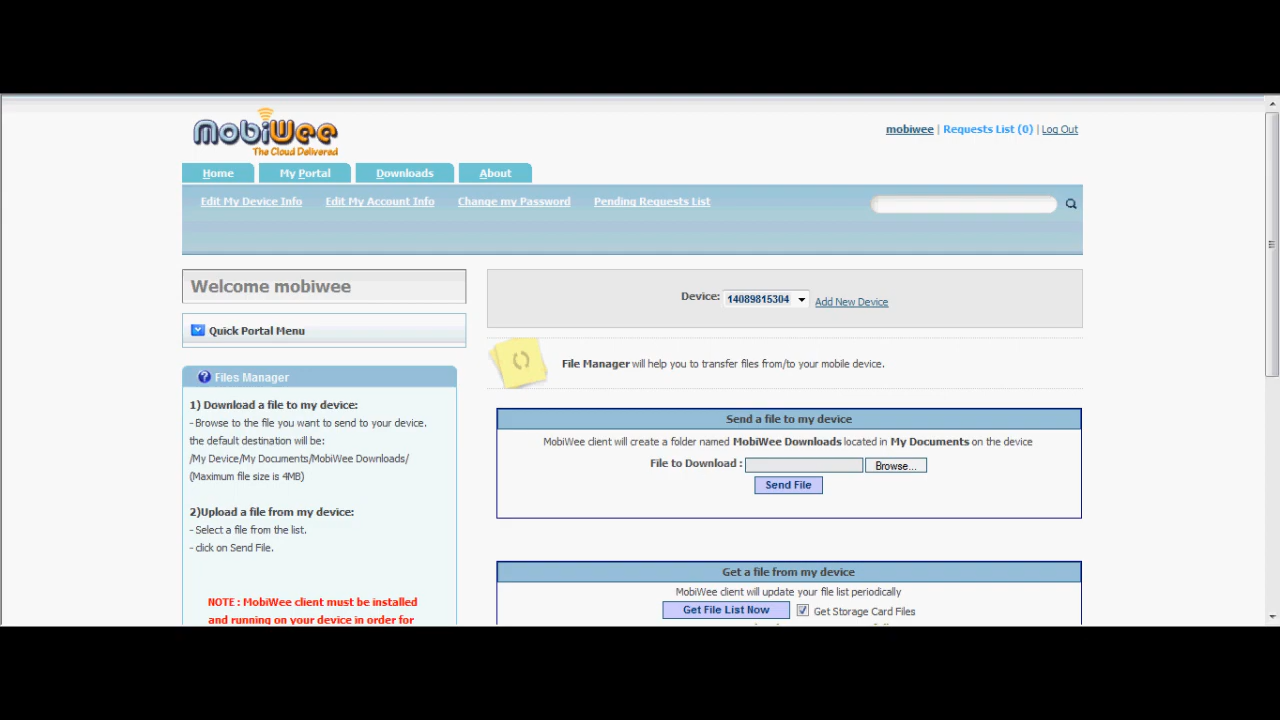 MobiWee
The Cloud Delivered
mobiwee | Requests List (0) | Log Out
Home My Portal Downloads About
Edit My Device Info Edit My Account Info Change my Password Pending Requests List
Welcome mobiwee
Device: 14089815304 Add New Device
Quick Portal Menu
File Manager will help you to transfer files from/to your mobile device.
Files Manager
1) Download a file to my device:
- Browse to the file you want to send to your device.
the default destination will be:
/My Device/My Documents/MobiWee Downloads/
(Maximum file size is 4MB)
2)Upload a file from my device:
- Select a file from the list.
- click on Send File.
NOTE : MobiWee client must be installed
and running on your device in order for
Send a file to my device
MobiWee client will create a folder named MobiWee Downloads located in My Documents on the device
File to Download : Browse...
Send File
Get a file from my device
MobiWee client will update your file list periodically
Get File List Now Get Storage Card Files